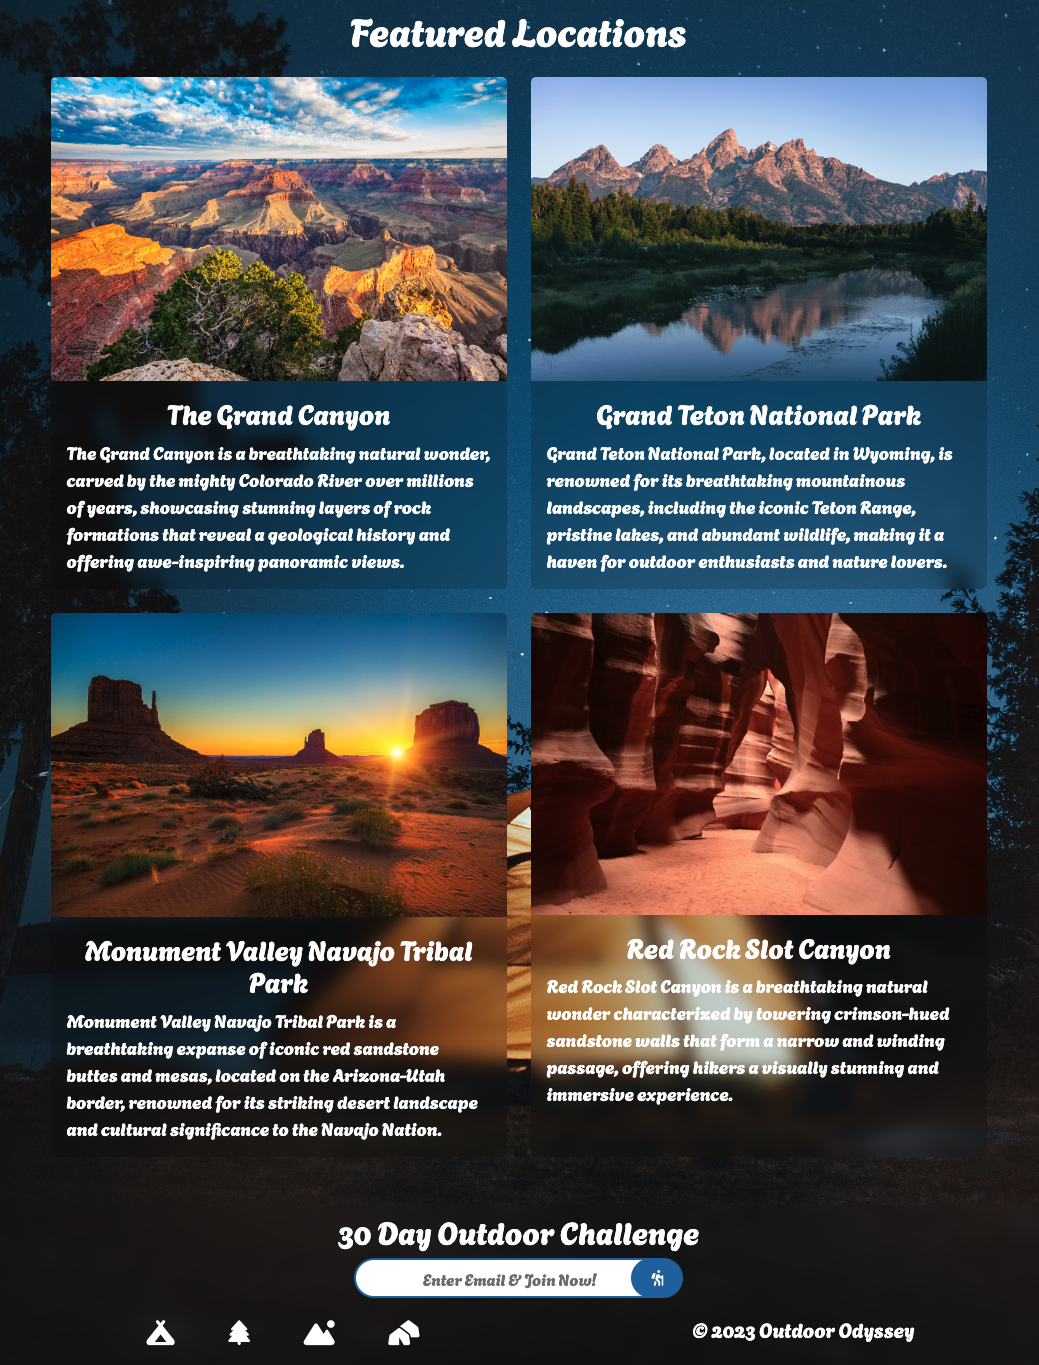 Featured Locations
The Grand Canyon
The Grand Canyon is a breathtaking natural wonder,
carved by the mighty Colorado River over millions
of years, showcasing stunning layers of rock
formations that reveal a geological history and
offering awe-inspiring panoramic views.
Grand Teton National Park
Grand Teton National Park, located in Wyoming, is
renowned for its breathtaking mountainous
landscapes, including the iconic Teton Range,
pristine lakes, and abundant wildlife, making it a
haven for outdoor enthusiasts and nature lovers.
Monument Valley Navajo Tribal
Park
Monument Valley Navajo Tribal Park is a
breathtaking expanse of iconic red sandstone
buttes and mesas, located on the Arizona-Utah
border, renowned for its striking desert landscape
and cultural significance to the Navajo Nation.
Red Rock Slot Canyon
Red Rock Slot Canyon is a breathtaking natural
wonder characterized by towering crimson-hued
sandstone walls that form a narrow and winding
passage, offering hikers a visually stunning and
immersive experience.
30 Day Outdoor Challenge
Enter Email & Join Now!
© 2023 Outdoor Odyssey